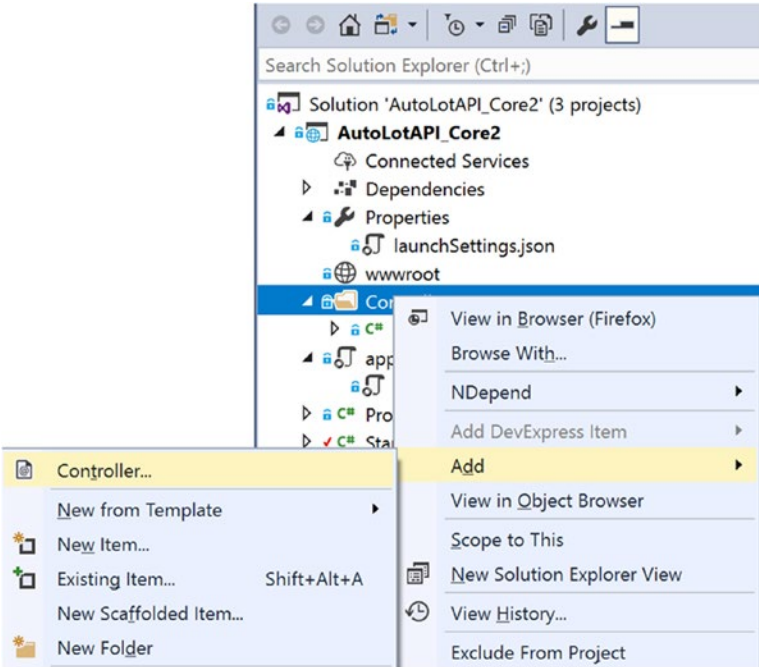 Search Solution Explorer (Ctrl+;)
Solution 'AutoLotAPI_Core2' (3 projects)
AutoLotAPI_Core2
Connected Services
Dependencies
Properties
launchSettings.json
wwwroot
C#
C#
C#
View in Browser (Firefox)
Browse With...
NDepend
Add DevExpress Item
Add
View in Object Browser
Scope to This
New Solution Explorer View
View History...
Exclude From Project
Controller...
New from Template
New Item...
Existing Item... Shift+Alt+A
New Scaffolded Item...
New Folder